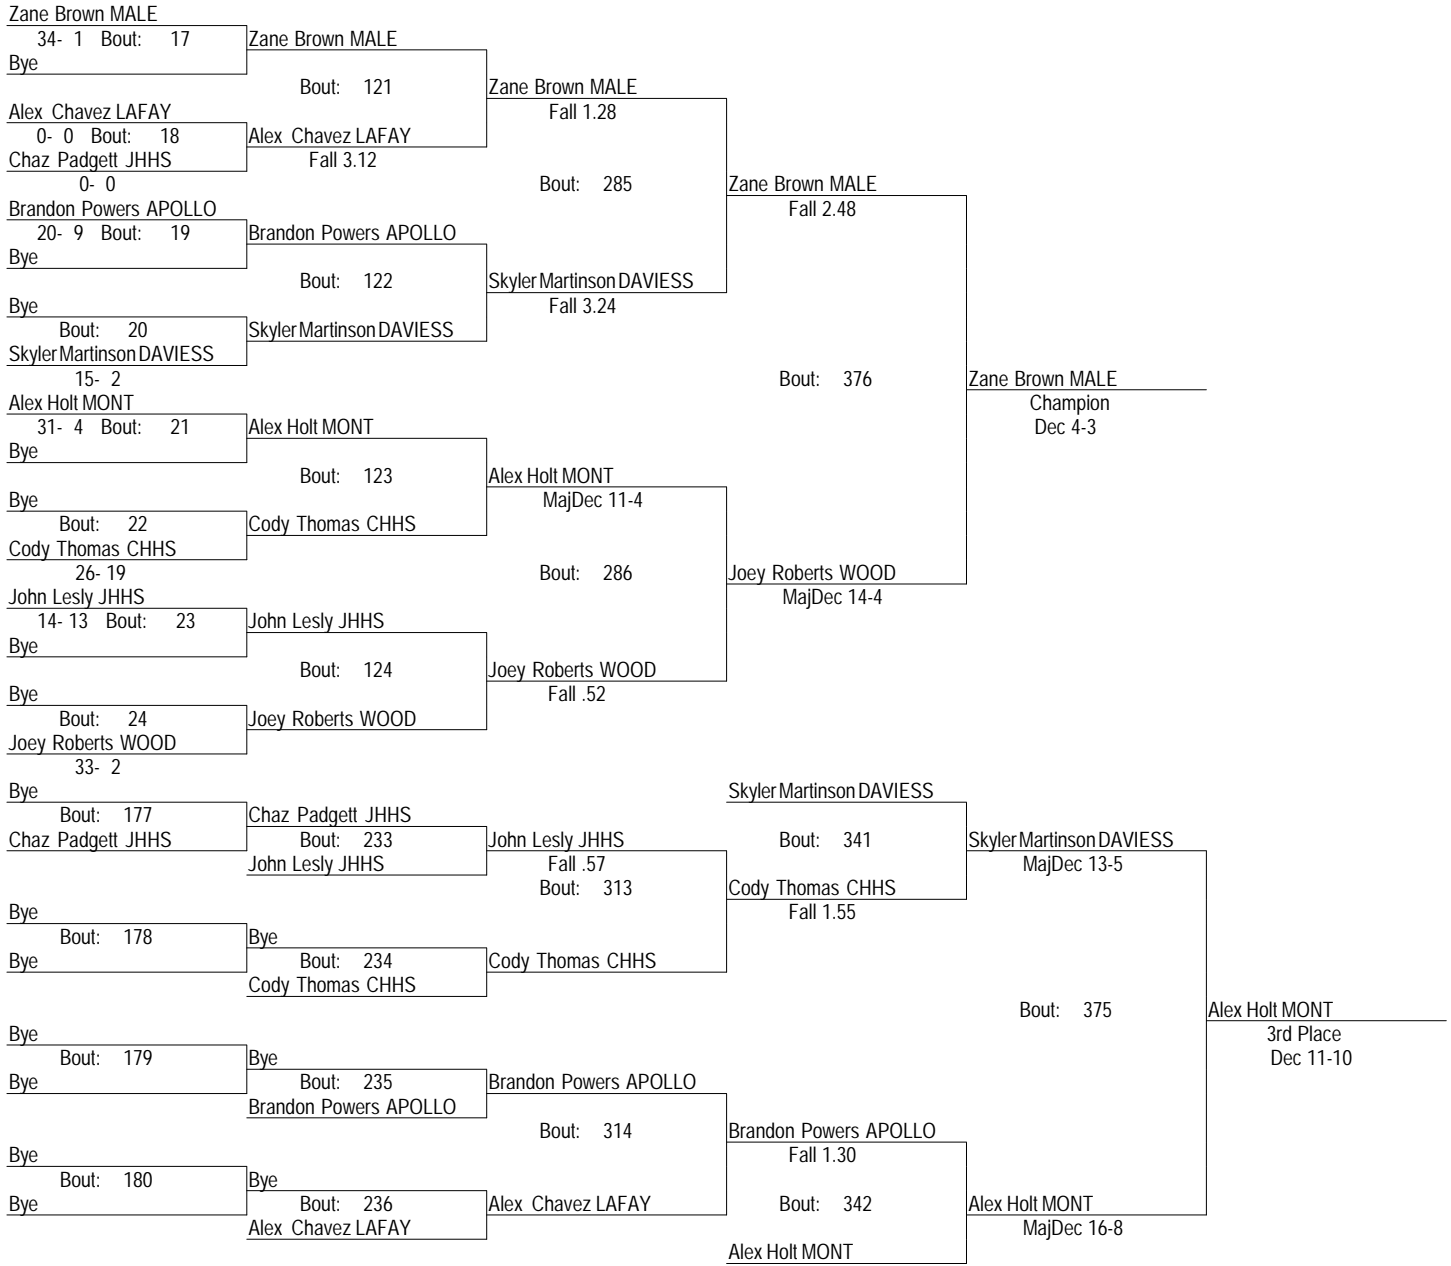 Zane Brown MALE
34- 1 Bout: 17 Zane Brown MALE
Bye
Bout: 121 Zane Brown MALE
Alex Chavez LAFAY Fall 1.28
0- 0 Bout: 18 Alex Chavez LAFAY
Chaz Padgett JHHS Fall 3.12
0- 0 Bout: 285 Zane Brown MALE
Brandon Powers APOLLO Fall 2.48
20- 9 Bout: 19 Brandon Powers APOLLO
Bye
Bout: 122 Skyler Martinson DAVIESS
Bye Fall 3.24
Bout: 20 Skyler Martinson DAVIESS
Skyler Martinson DAVIESS
15- 2 Bout: 376 Zane Brown MALE
Alex Holt MONT Champion
31- 4 Bout: 21 Alex Holt MONT Dec 4-3
Bye
Bout: 123 Alex Holt MONT
Bye MajDec 11-4
Bout: 22 Cody Thomas CHHS
Cody Thomas CHHS
26- 19 Bout: 286 Joey Roberts WOOD
John Lesly JHHS MajDec 14-4
14- 13 Bout: 23 John Lesly JHHS
Bye
Bout: 124 Joey Roberts WOOD
Bye Fall .52
Bout: 24 Joey Roberts WOOD
Joey Roberts WOOD
33- 2
Bye Skyler Martinson DAVIESS
Bout: 177 Chaz Padgett JHHS
Chaz Padgett JHHS Bout: 233 John Lesly JHHS Bout: 341 Skyler Martinson DAVIESS
John Lesly JHHS Fall .57 MajDec 13-5
Bout: 313 Cody Thomas CHHS
Bye Fall 1.55
Bout: 178 Bye
Bye Bout: 234 Cody Thomas CHHS
Cody Thomas CHHS
Bout: 375 Alex Holt MONT
Bye 3rd Place
Bout: 179 Bye Dec 11-10
Bye Bout: 235 Brandon Powers APOLLO
Brandon Powers APOLLO
Bout: 314 Brandon Powers APOLLO
Bye Fall 1.30
Bout: 180 Bye
Bye Bout: 236 Alex Chavez LAFAY Bout: 342 Alex Holt MONT
Alex Chavez LAFAY MajDec 16-8
Alex Holt MONT